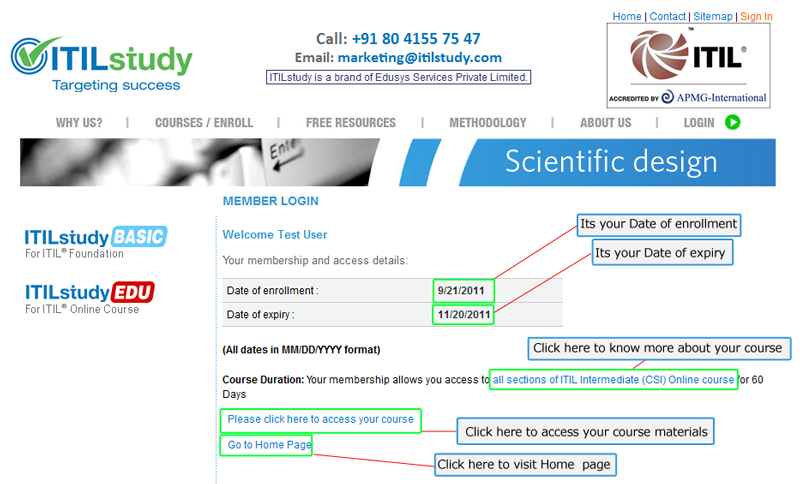 Home | Contact | Sitemap | Sign In
ITILstudy
Targeting success
Call: +91 80 4155 75 47
Email: marketing@itilstudy.com
ITILstudy is a brand of Edusys Services Private Limited.
ITIL®
™
ACCREDITED BY APMG-International
WHY US? | COURSES / ENROLL | FREE RESOURCES | METHODOLOGY | ABOUT US | LOGIN
Enter
Scientific design
MEMBER LOGIN
ITILstudy BASIC
For ITIL® Foundation
ITILstudy EDU
For ITIL® Online Course
Welcome Test User
Its your Date of enrollment
Its your Date of expiry
Your membership and access details:
Date of enrollment : 9/21/2011
Date of expiry : 11/20/2011
(All dates in MM/DD/YYYY format)
Click here to know more about your course
Course Duration: Your membership allows you access to all sections of ITIL Intermediate (CSI) Online course for 60
Days
Please click here to access your course
Click here to access your course materials
Go to Home Page
Click here to visit Home page